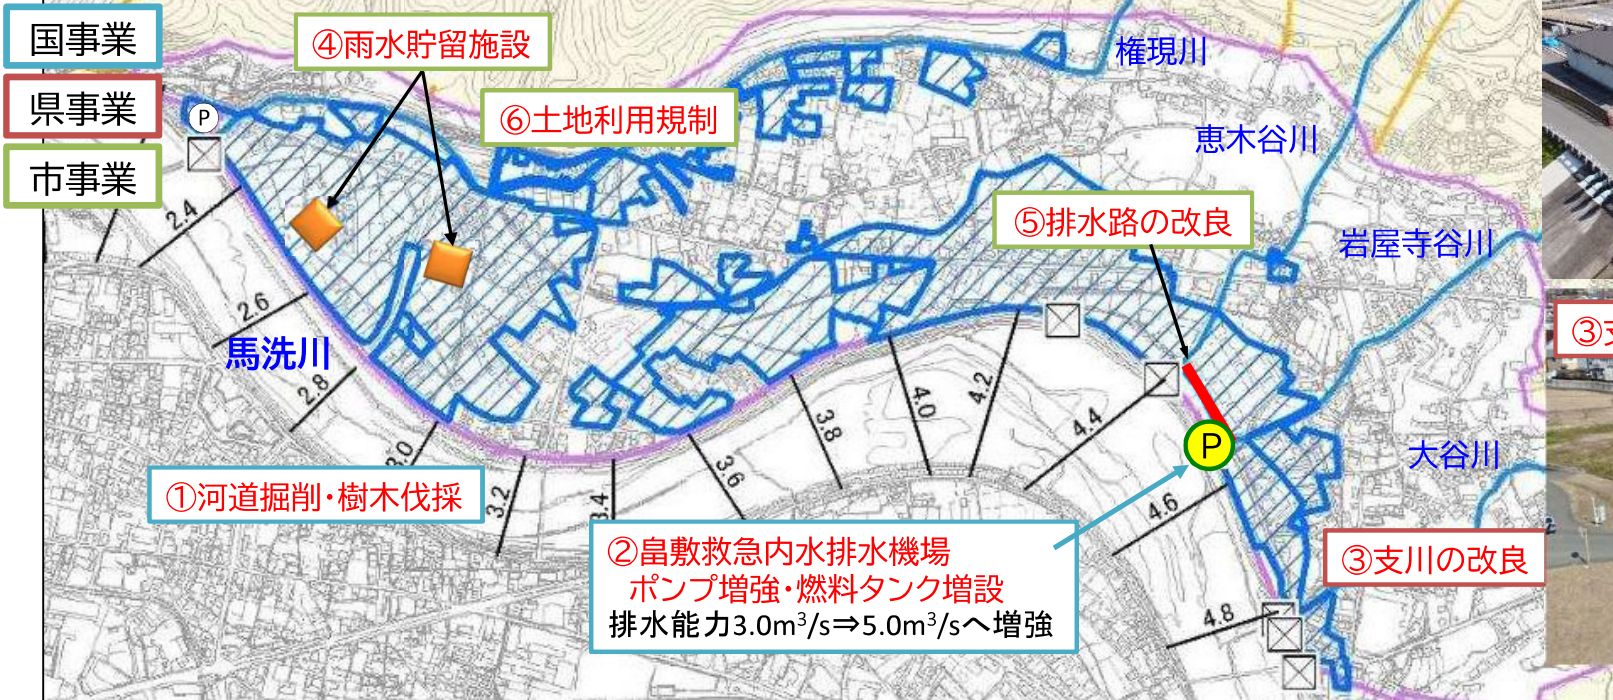 国事業
県事業
市事業
④雨水貯留施設
⑥土地利用規制
権現川
恵木谷川
⑤排水路の改良
岩屋寺谷川
P
2.4
2.6
馬洗川
2.8
3.0
3.2
3.4
3.6
3.8
4.0
4.2
4.4
P
4.6
4.8
大谷川
①河道掘削・樹木伐採
②畠敷救急内水排水機場
ポンプ増強・燃料タンク増設
排水能力3.0m³/s⇒5.0m³/sへ増強
③支川の改良
③支